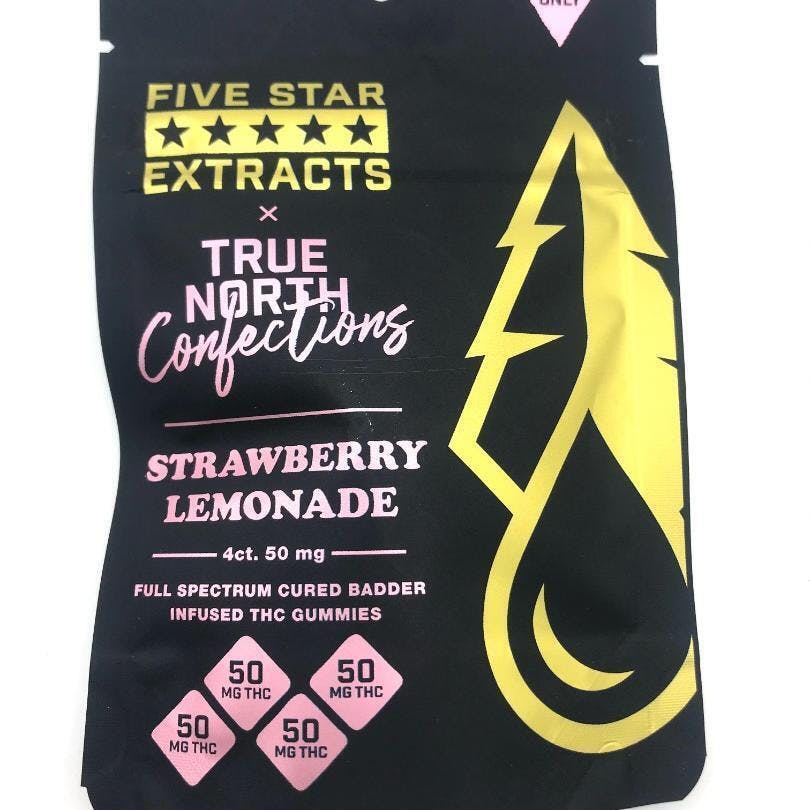 ONLY
FIVE STAR
EXTRACTS
×
TRUE
NORTH
Confections
STRAWBERRY
LEMONADE
4ct. 50 mg
FULL SPECTRUM CURED BADDER
INFUSED THC GUMMIES
50
MG THC
50
MG THC
50
MG THC
50
MG THC